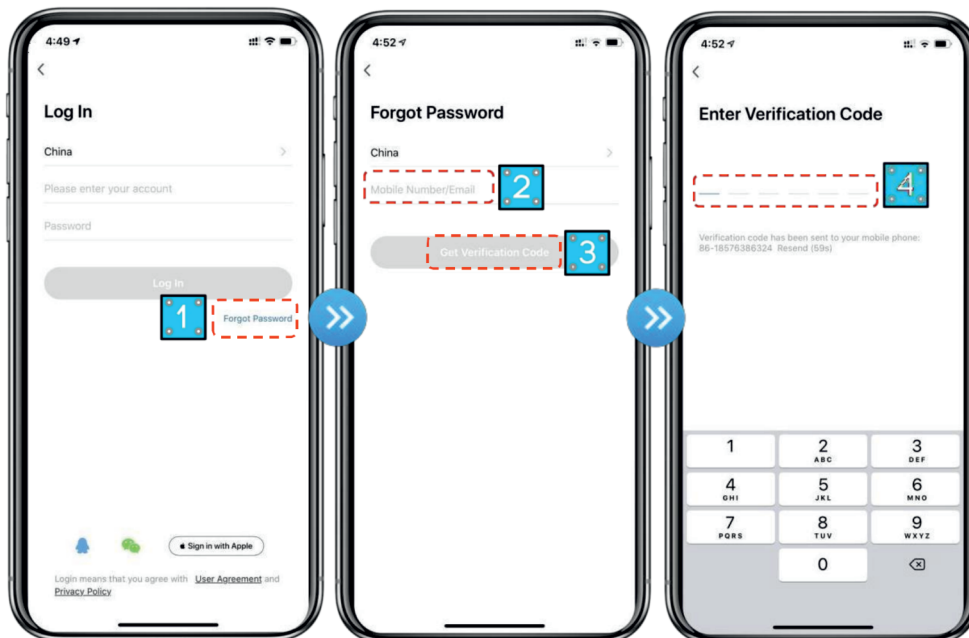 4:49
Log In
China
Please enter your account
Password
Log In
1
Forgot Password
Sign in with Apple
Login means that you agree with User Agreement and
Privacy Policy
4:52
Forgot Password
China
Mobile Number/Email
2
Get Verification Code
3
4:52
Enter Verification Code
4
Verification code has been sent to your mobile phone:
86-18576386324 Resend (59s)
1
2
ABC
3
DEF
4
GHI
5
JKL
6
MNO
7
PQRS
8
TUV
9
WXYZ
0